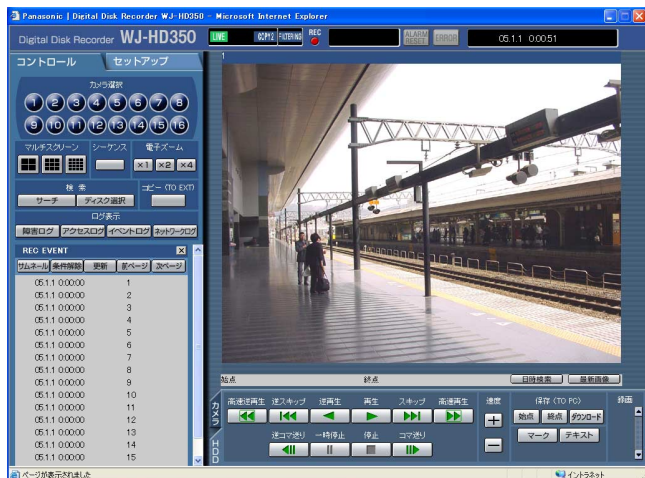 Panasonic | Digital Disk Recorder WJ-HD350 - Microsoft Internet Explorer
Digital Disk Recorder WJ-HD350
LIVE COPY2 FILTERING REC ALARM RESET ERROR 05.1.1 0:00:51
コントロール セットアップ
1
カメラ選択
1 2 3 4 5 6 7 8
9 10 11 12 13 14 15 16
マルチスクリーン シーケンス 電子ズーム
×1 ×2 ×4
検 索 コピー (TO EXT)
サーチ ディスク選択
ログ表示
障害ログ アクセスログ イベントログ ネットワークログ
REC EVENT X
サムネール 条件解除 更新 前ページ 次ページ
05.1.1 0:00:00 1
05.1.1 0:00:00 2
05.1.1 0:00:00 3
05.1.1 0:00:00 4
05.1.1 0:00:00 5
05.1.1 0:00:00 6
05.1.1 0:00:00 7
05.1.1 0:00:00 8
05.1.1 0:00:00 9
05.1.1 0:00:00 10
05.1.1 0:00:00 11
05.1.1 0:00:00 12
05.1.1 0:00:00 13
05.1.1 0:00:00 14
05.1.1 0:00:00 15
始点 終点 日時検索 最新画像
カメラ
HDD
高速逆再生 逆スキップ 逆再生 再生 スキップ 高速再生 速度 保存 (TO PC) 録画
始点 終点 ダウンロード
逆コマ送り 一時停止 停止 コマ送り
マーク テキスト
ページが表示されました イントラネット